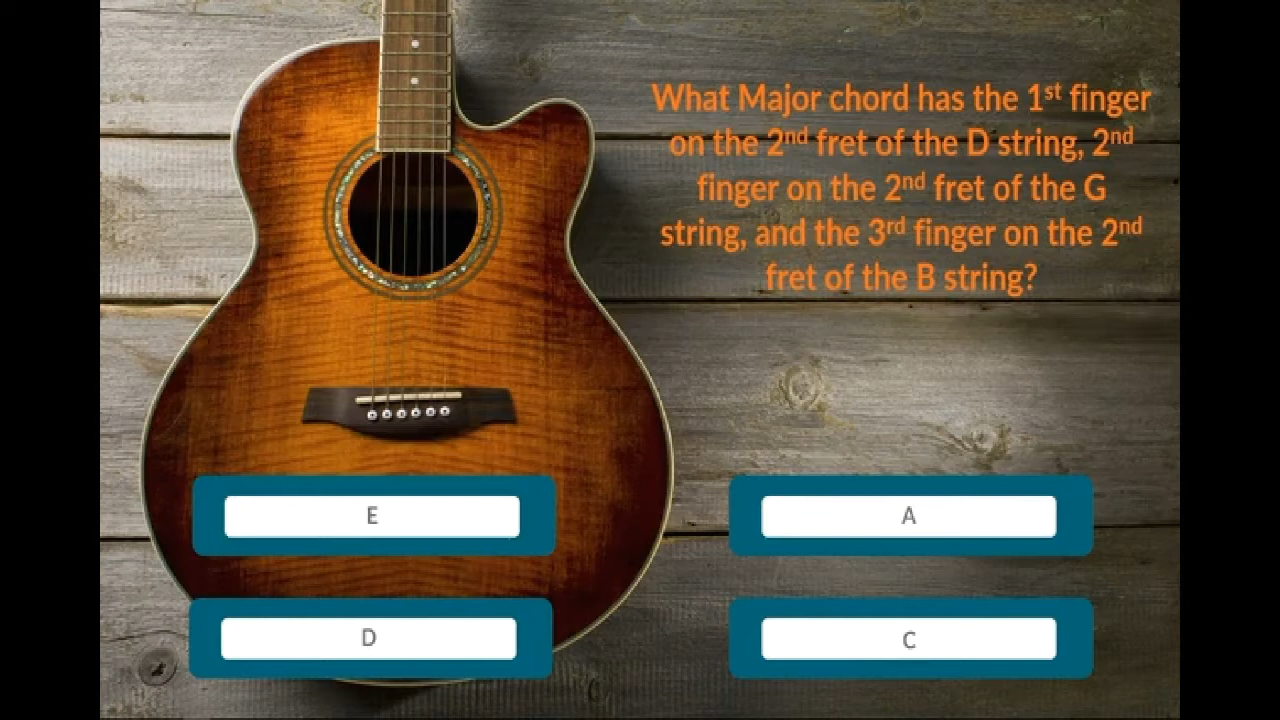 What Major chord has the 1st finger
on the 2nd fret of the D string, 2nd
finger on the 2nd fret of the G
string, and the 3rd finger on the 2nd
fret of the B string?
E
A
D
C